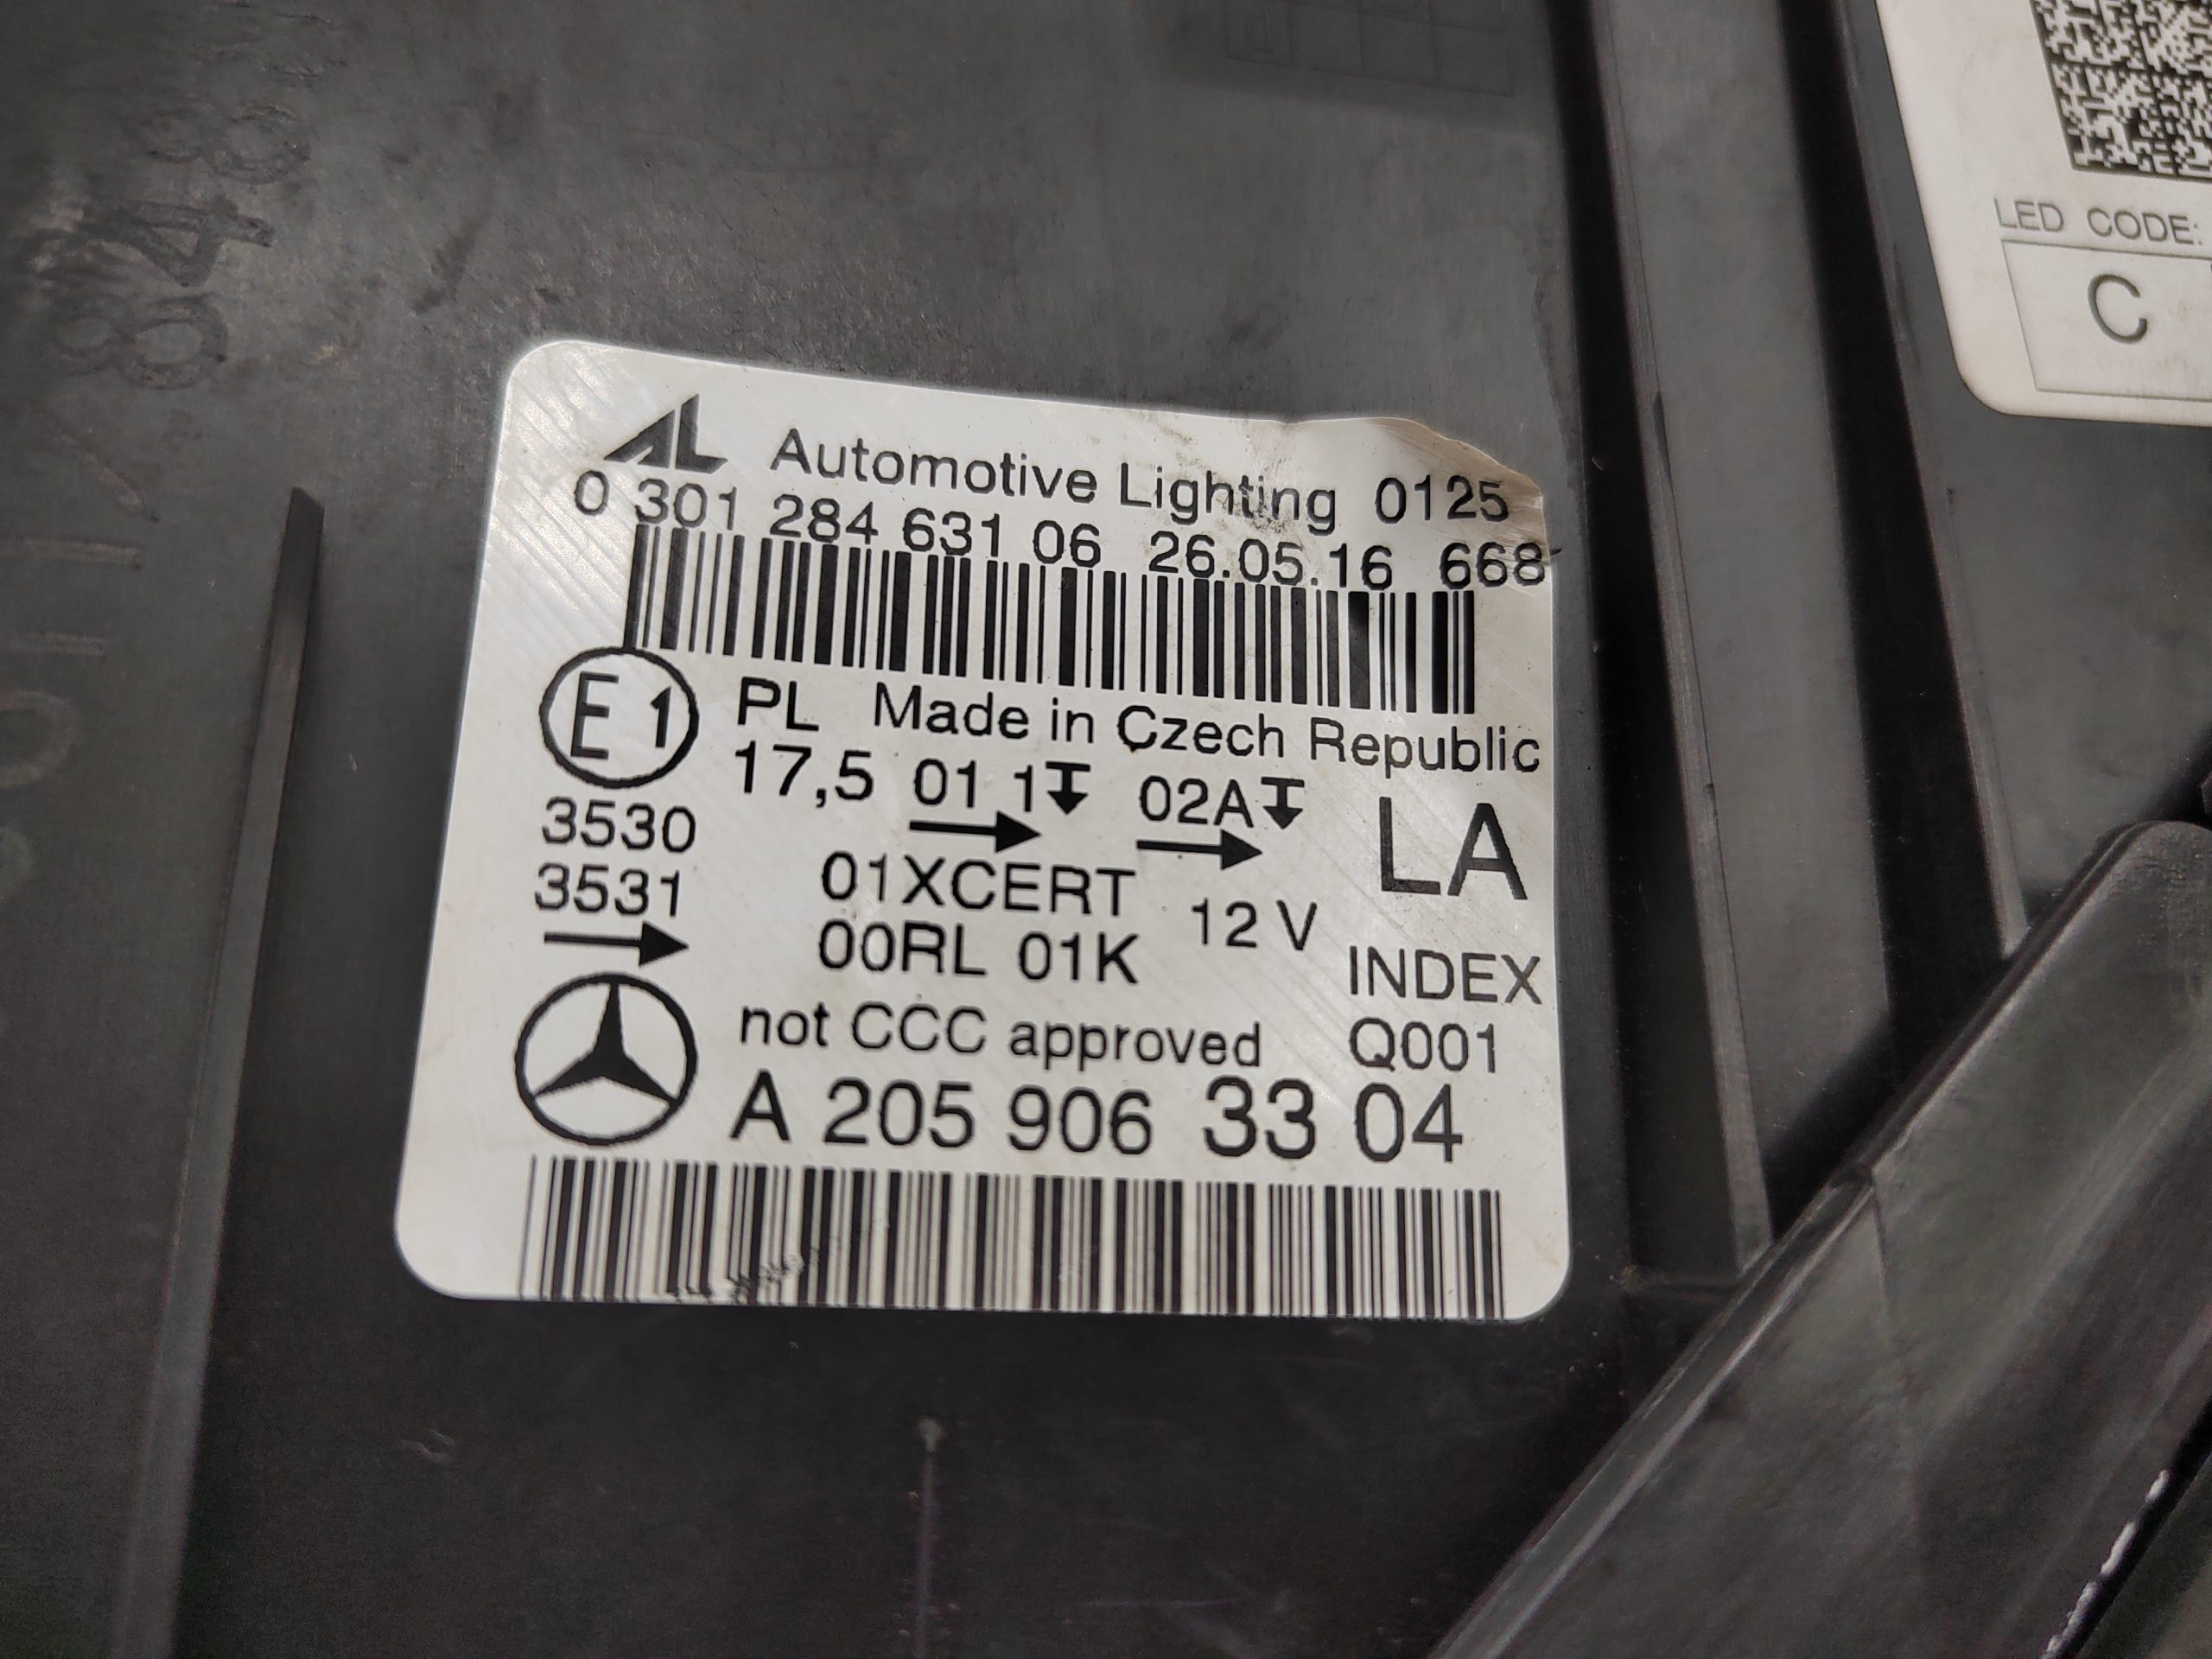 LED CODE:
C
AL Automotive Lighting 0125
0 301 284 631 06 26.05.16 668
E1 PL Made in Czech Republic
17,5 01 1 02A LA
3530
3531
01XCERT 12 V
00RL 01K INDEX
not CCC approved Q001
A 205 906 33 04